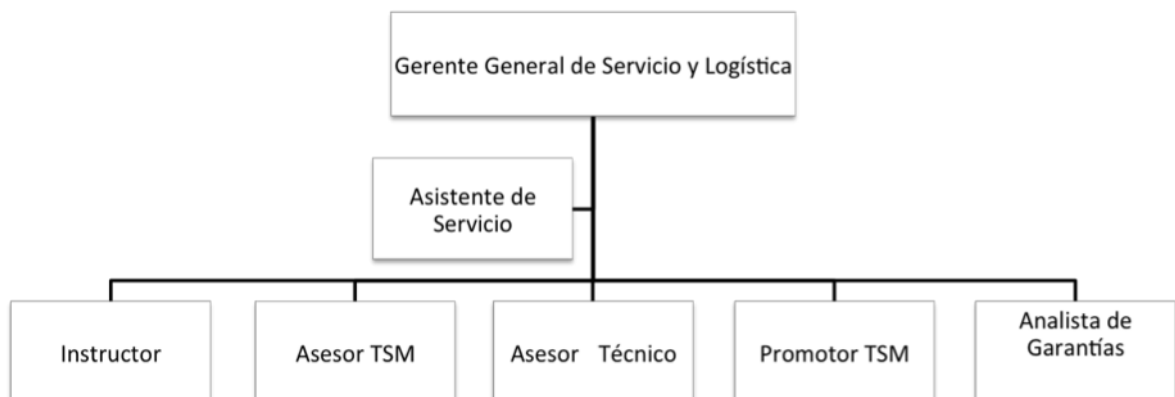 Gerente General de Servicio y Logística
Asistente de
Servicio
Instructor
Asesor TSM
Asesor Técnico
Promotor TSM
Analista de
Garantías